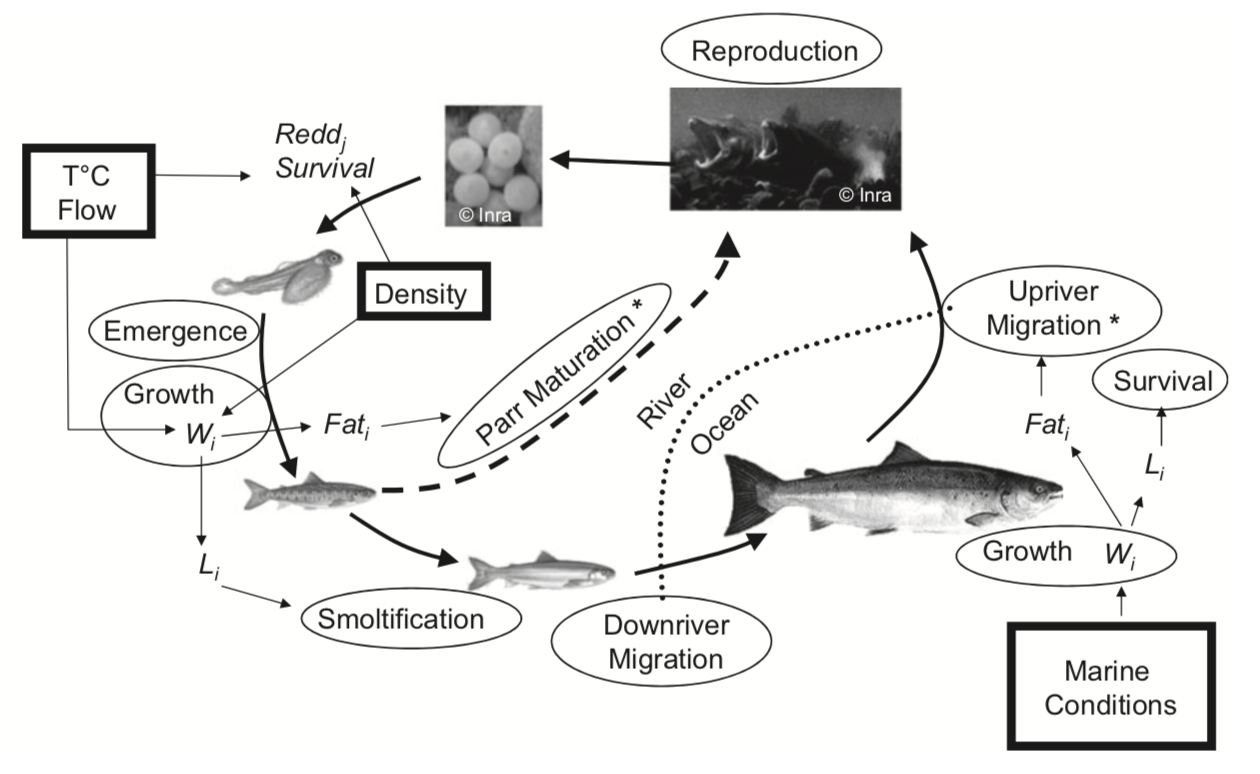 Reproduction
Redd_j
Survival
T°C
Flow
© Inra
© Inra
Density
Emergence
Growth
W_i
Fat_i
Parr Maturation *
River
Ocean
Upriver
Migration *
Survival
Fat_i
L_i
Growth W_i
L_i
Smoltification
Downriver
Migration
Marine
Conditions